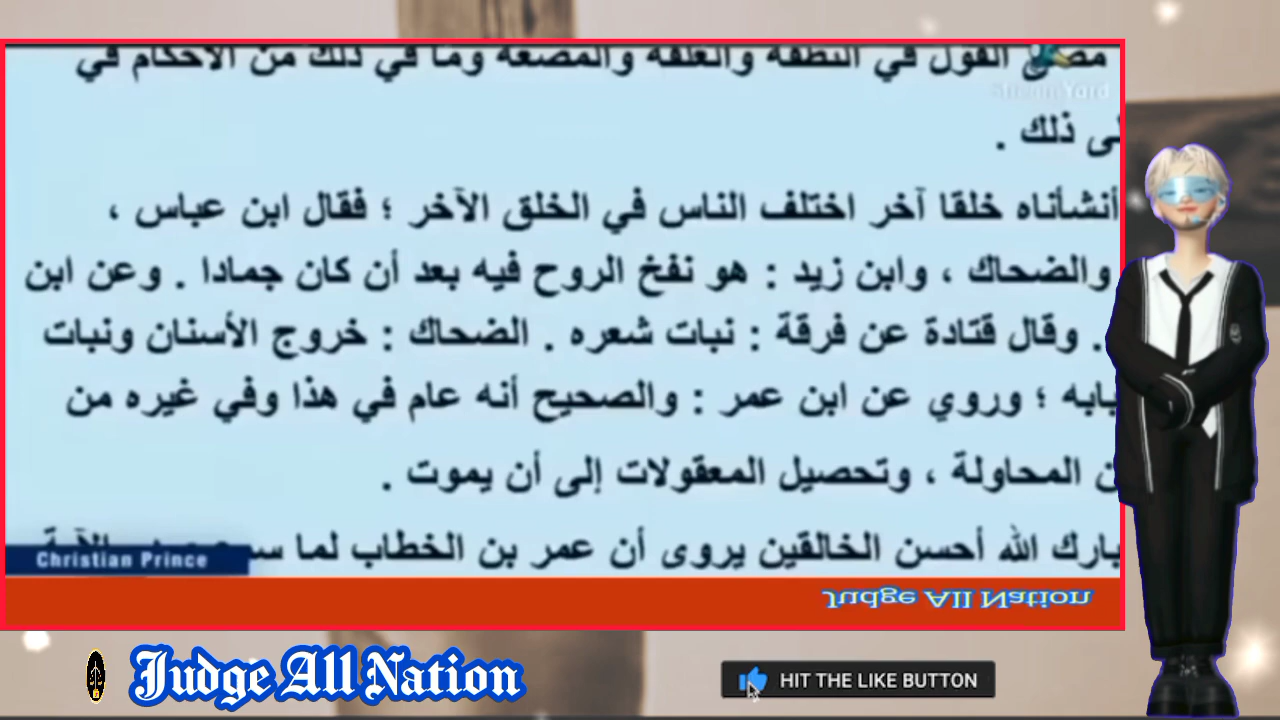 القول في النطفة والعلقة والمضغة وما في ذلك من الأحكام في
StreamYard
ذلك .
أنشأناه خلقا آخر اختلف الناس في الخلق الآخر ؛ فقال ابن عباس ،
والضحاك ، وابن زيد : هو نفخ الروح فيه بعد أن كان جمادا . وعن ابن
. وقال قتادة عن فرقة : نبات شعره . الضحاك : خروج الأسنان ونبات
؛ وروي عن ابن عمر : والصحيح أنه عام في هذا وفي غيره من
المحاولة ، وتحصيل المعقولات إلى أن يموت .
الله أحسن الخالقين يروى أن عمر بن الخطاب لما
Christian Prince
Judge All Nation
Judge All Nation
HIT THE LIKE BUTTON